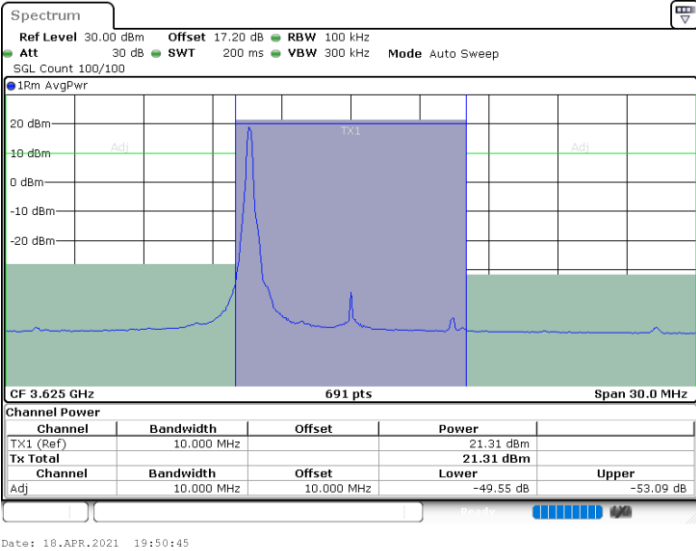 Spectrum
Ref Level 30.00 dBm Offset 17.20 dB RBW 100 kHz
Att 30 dB SWT 200 ms VBW 300 kHz Mode Auto Sweep
SGL Count 100/100
1Rm AvgPwr
20 dBm
TX1
10 dBm Adj Adj
0 dBm
-10 dBm
-20 dBm
CF 3.625 GHz 691 pts Span 30.0 MHz
Channel Power
Channel Bandwidth Offset Power
TX1 (Ref) 10.000 MHz 21.31 dBm
Tx Total 21.31 dBm
Channel Bandwidth Offset Lower Upper
Adj 10.000 MHz 10.000 MHz -49.55 dB -53.09 dB
Ready
Date: 18.APR.2021 19:50:45